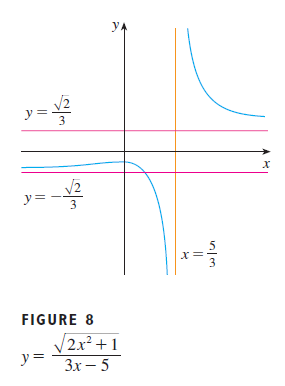 y
y = √2/3
x
y = −√2/3
x = 5/3
FIGURE 8
y = √(2x² + 1)/(3x − 5)